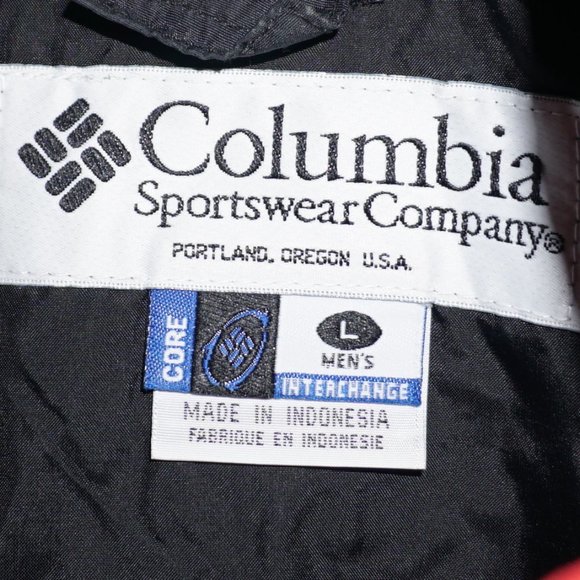 Columbia
Sportswear Company®
PORTLAND, OREGON U.S.A.
CORE
L
MEN'S
INTERCHANGE
MADE IN INDONESIA
FABRIQUE EN INDONESIE